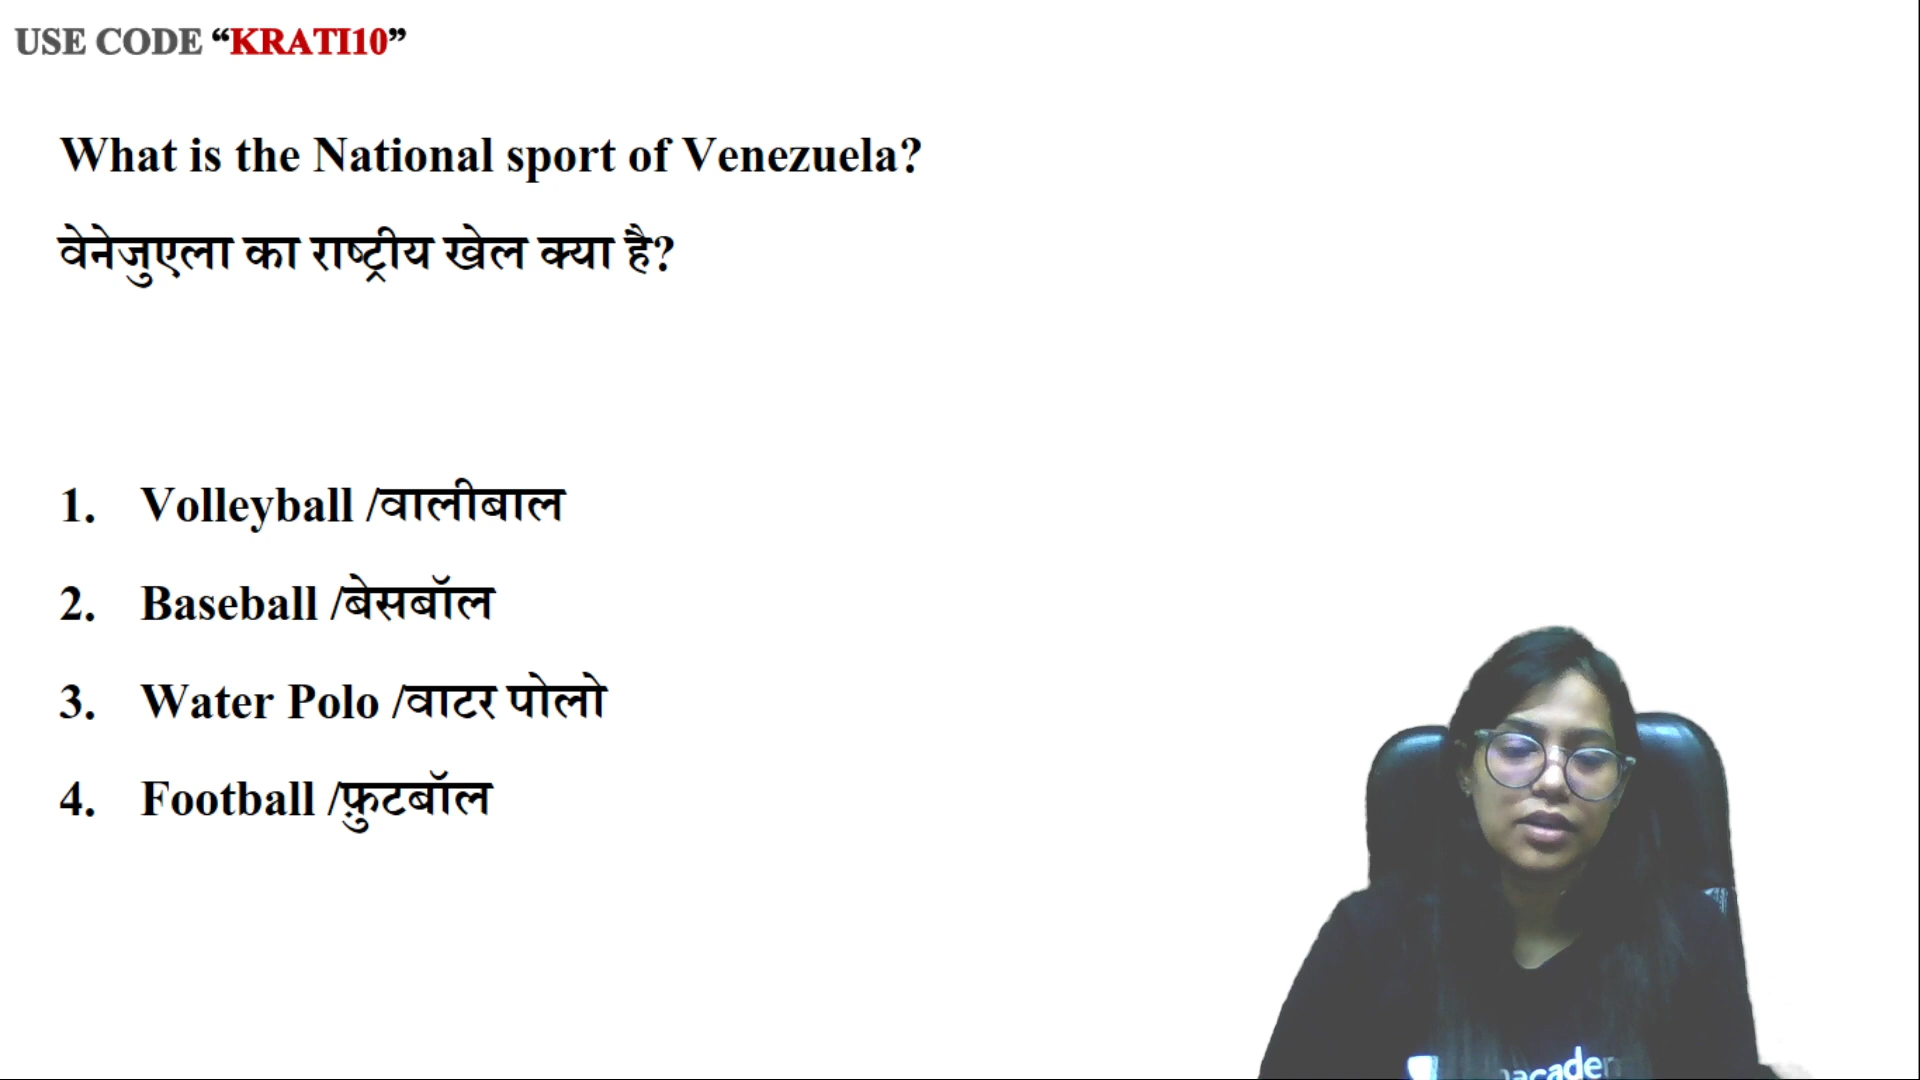 USE CODE “KRATI10”
What is the National sport of Venezuela?
वेनेजुएला का राष्ट्रीय खेल क्या है?
1. Volleyball /वालीबाल
2. Baseball /बेसबॉल
3. Water Polo /वाटर पोलो
4. Football /फ़ुटबॉल